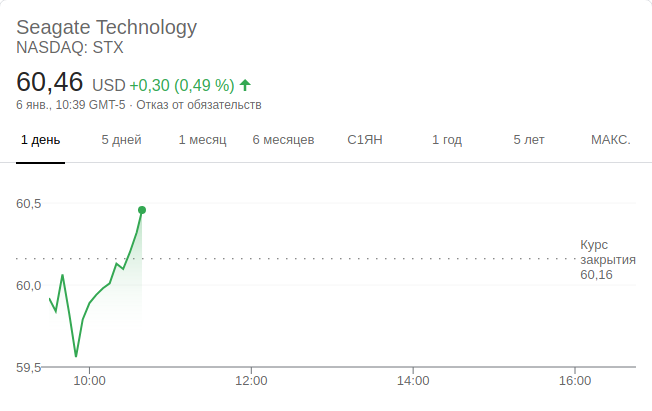 Seagate Technology
NASDAQ: STX
60,46 USD +0,30 (0,49 %)
6 янв., 10:39 GMT-5 · Отказ от обязательств
1 день 5 дней 1 месяц 6 месяцев С1ЯН 1 год 5 лет МАКС.
60,5
Курс
закрытия
60,16
60,0
59,5
10:00 12:00 14:00 16:00